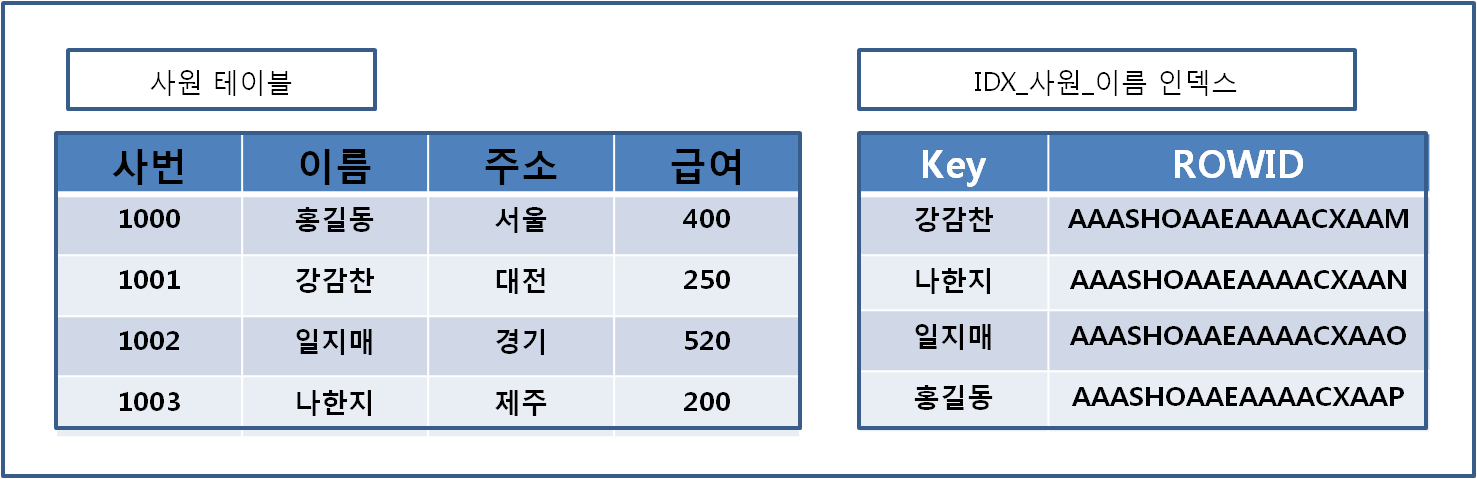 사원 테이블
사번 이름 주소 급여
1000 홍길동 서울 400
1001 강감찬 대전 250
1002 일지매 경기 520
1003 나한지 제주 200
IDX_사원_이름 인덱스
Key ROWID
강감찬 AAASHOAAEAAAACXAAM
나한지 AAASHOAAEAAAACXAAN
일지매 AAASHOAAEAAAACXAAO
홍길동 AAASHOAAEAAAACXAAP